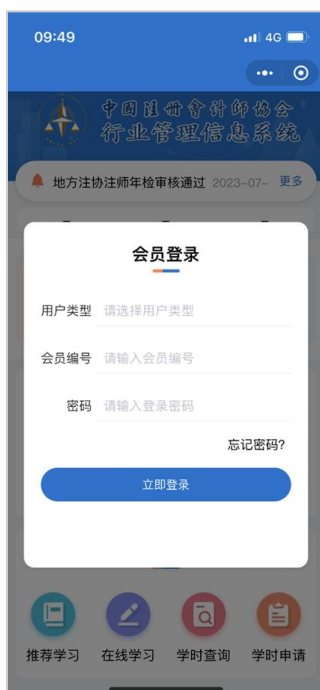 09:49
4G
中国注册会计师协会
行业管理信息系统
地方注协注师年检审核通过 2023-07- 更多
会员登录
用户类型 请选择用户类型
会员编号 请输入会员编号
密码 请输入登录密码
忘记密码?
立即登录
推荐学习 在线学习 学时查询 学时申请